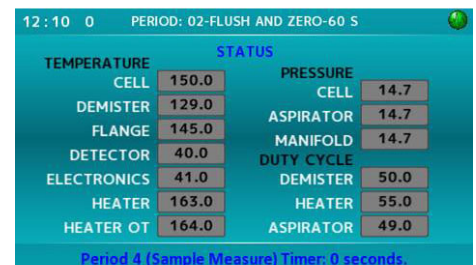 12:10 0 PERIOD: 02-FLUSH AND ZERO-60 S
STATUS
TEMPERATURE
CELL 150.0
DEMISTER 129.0
FLANGE 145.0
DETECTOR 40.0
ELECTRONICS 41.0
HEATER 163.0
HEATER OT 164.0
PRESSURE
CELL 14.7
ASPIRATOR 14.7
MANIFOLD 14.7
DUTY CYCLE
DEMISTER 50.0
HEATER 55.0
ASPIRATOR 49.0
Period 4 (Sample Measure) Timer: 0 seconds.